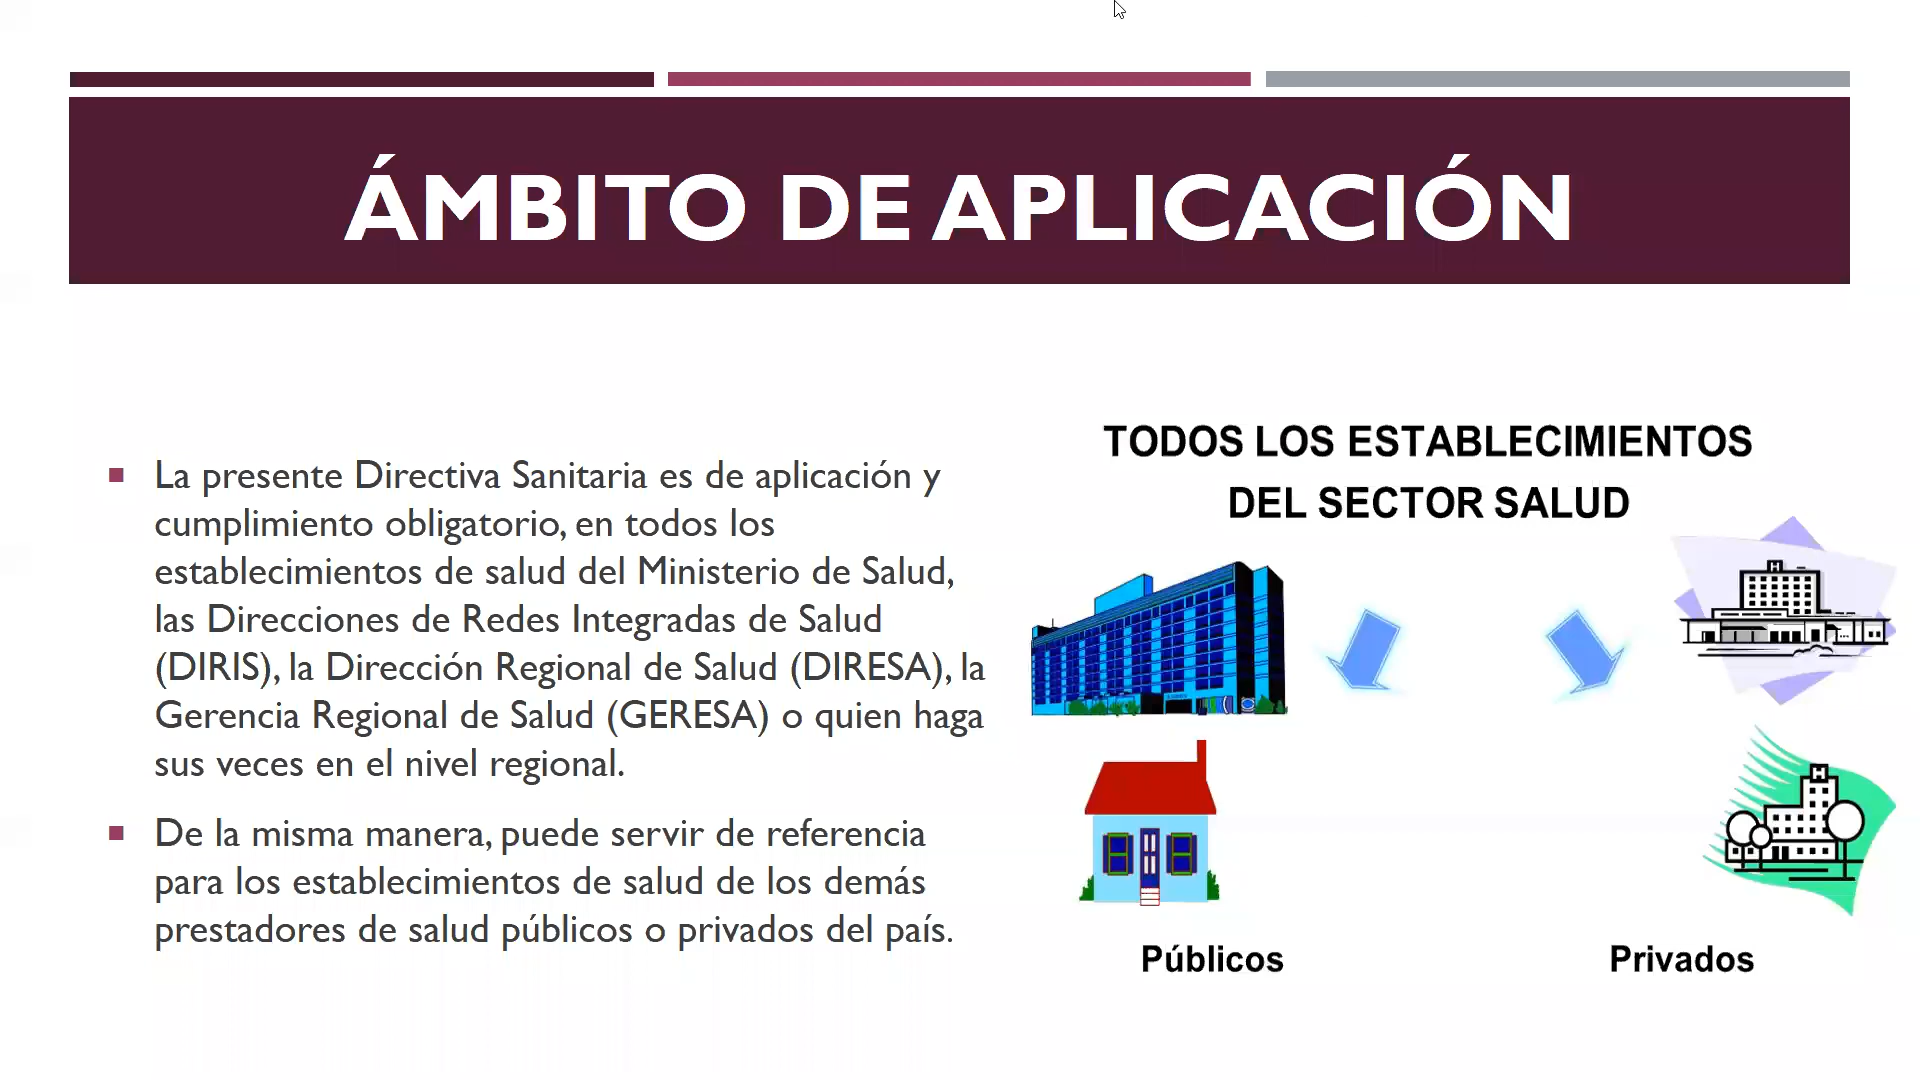 ÁMBITO DE APLICACIÓN
La presente Directiva Sanitaria es de aplicación y
cumplimiento obligatorio, en todos los
establecimientos de salud del Ministerio de Salud,
las Direcciones de Redes Integradas de Salud
(DIRIS), la Dirección Regional de Salud (DIRESA), la
Gerencia Regional de Salud (GERESA) o quien haga
sus veces en el nivel regional.
De la misma manera, puede servir de referencia
para los establecimientos de salud de los demás
prestadores de salud públicos o privados del país.
TODOS LOS ESTABLECIMIENTOS
DEL SECTOR SALUD
H
H
Públicos
Privados